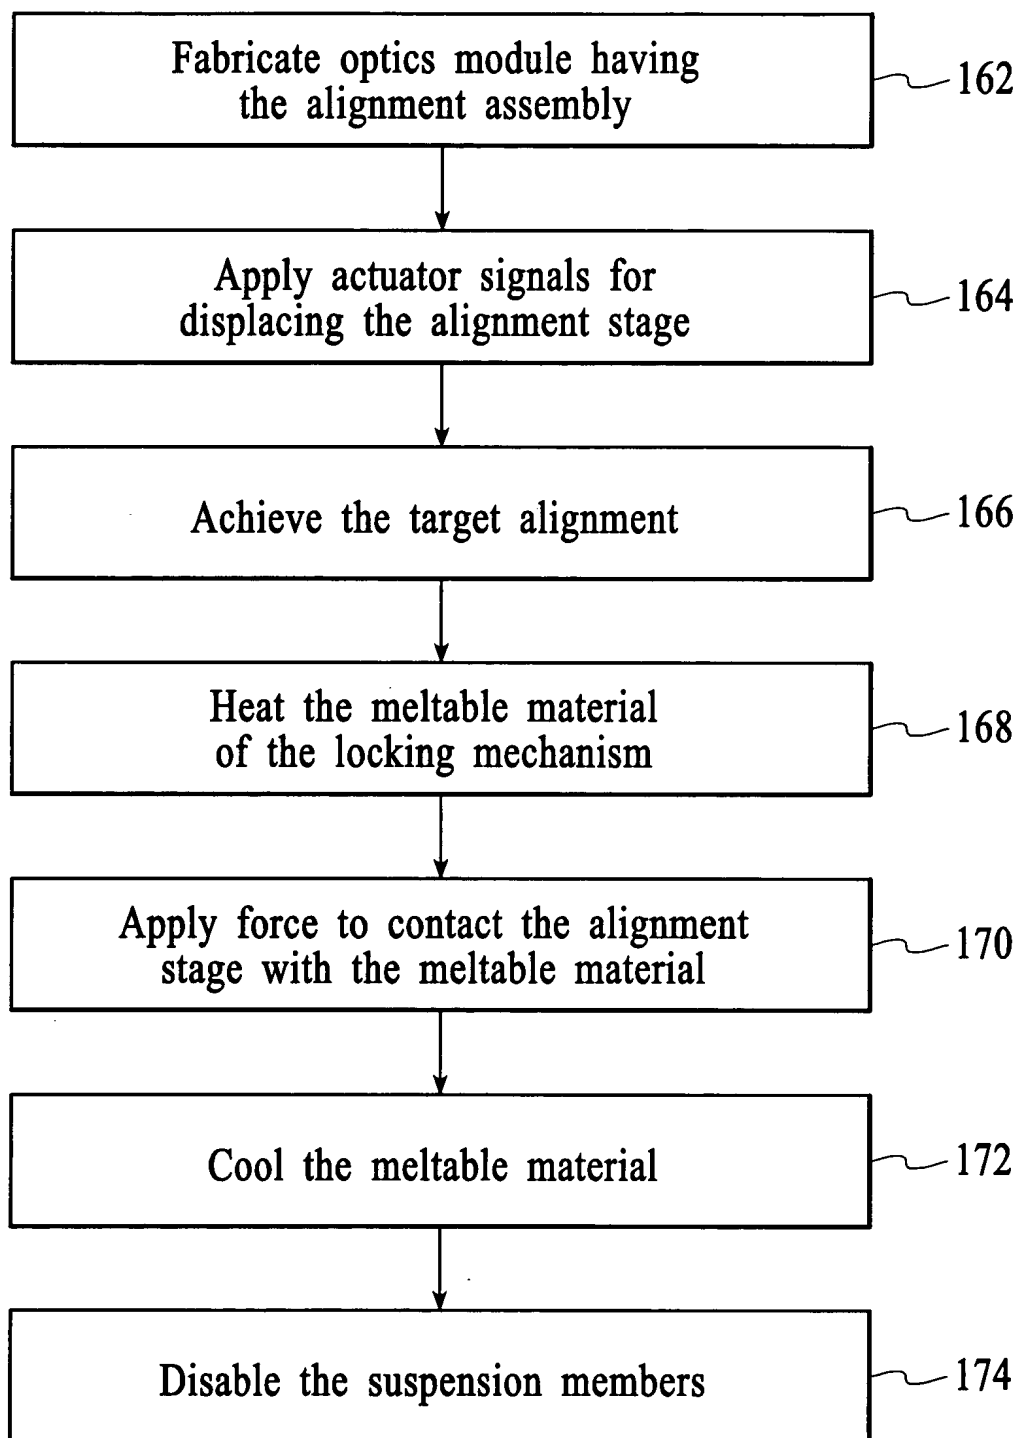 Fabricate optics module having
the alignment assembly
162
Apply actuator signals for
displacing the alignment stage
164
Achieve the target alignment
166
Heat the meltable material
of the locking mechanism
168
Apply force to contact the alignment
stage with the meltable material
170
Cool the meltable material
172
Disable the suspension members
174